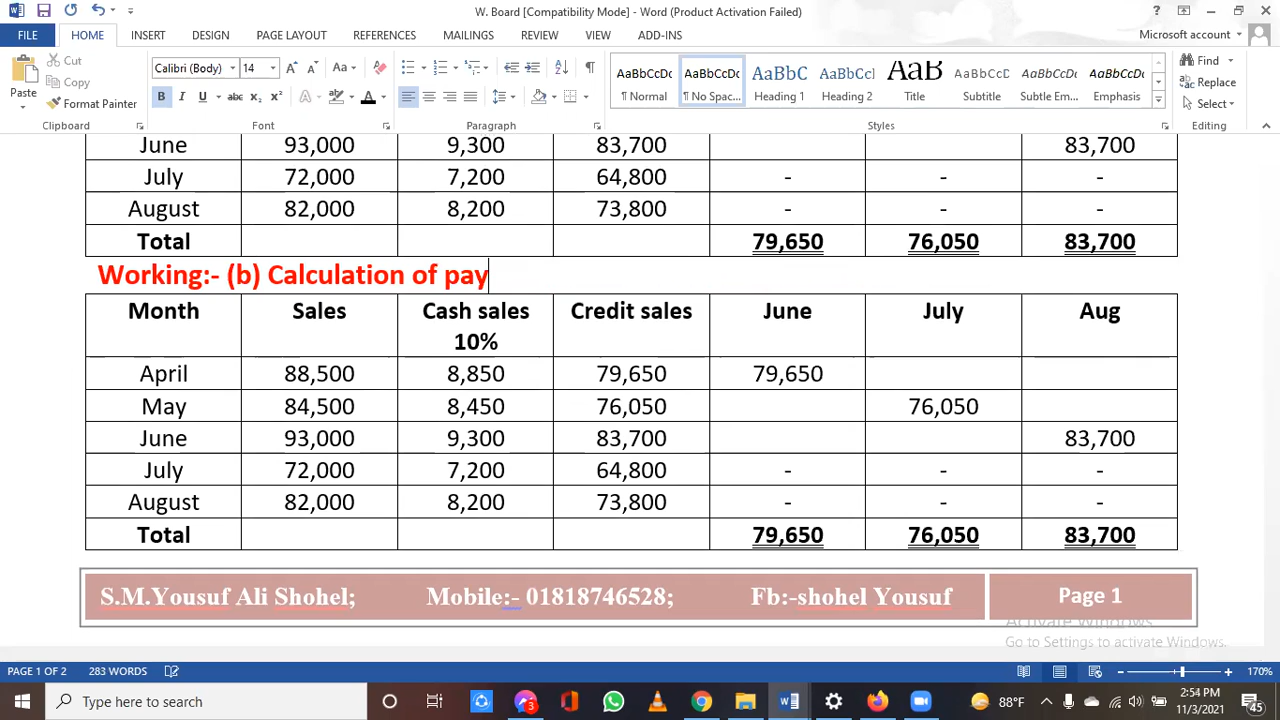 W. Board [Compatibility Mode] - Word (Product Activation Failed)
FILE HOME INSERT DESIGN PAGE LAYOUT REFERENCES MAILINGS REVIEW VIEW ADD-INS Microsoft account
Paste
Cut
Copy
Format Painter
Clipboard
Calibri (Body) 14
Font
Paragraph
AaBbCcDc AaBbCcDc AaBbC AaBbCcl AaB AaBbCcDc AaBbCcDc AaBbCcDc
¶ Normal ¶ No Spac... Heading 1 Heading 2 Title Subtitle Subtle Em... Emphasis
Styles
Find
Replace
Select
Editing
June 93,000 9,300 83,700 83,700
July 72,000 7,200 64,800 - - -
August 82,000 8,200 73,800 - - -
Total 79,650 76,050 83,700
Working:- (b) Calculation of pay
Month Sales Cash sales 10% Credit sales June July Aug
April 88,500 8,850 79,650 79,650
May 84,500 8,450 76,050 76,050
June 93,000 9,300 83,700 83,700
July 72,000 7,200 64,800 - - -
August 82,000 8,200 73,800 - - -
Total 79,650 76,050 83,700
S.M.Yousuf Ali Shohel; Mobile:- 01818746528; Fb:-shohel Yousuf Page 1
Activate Windows
Go to Settings to activate Windows.
PAGE 1 OF 2 283 WORDS 170%
Type here to search
3
88°F
2:54 PM
11/3/2021
45